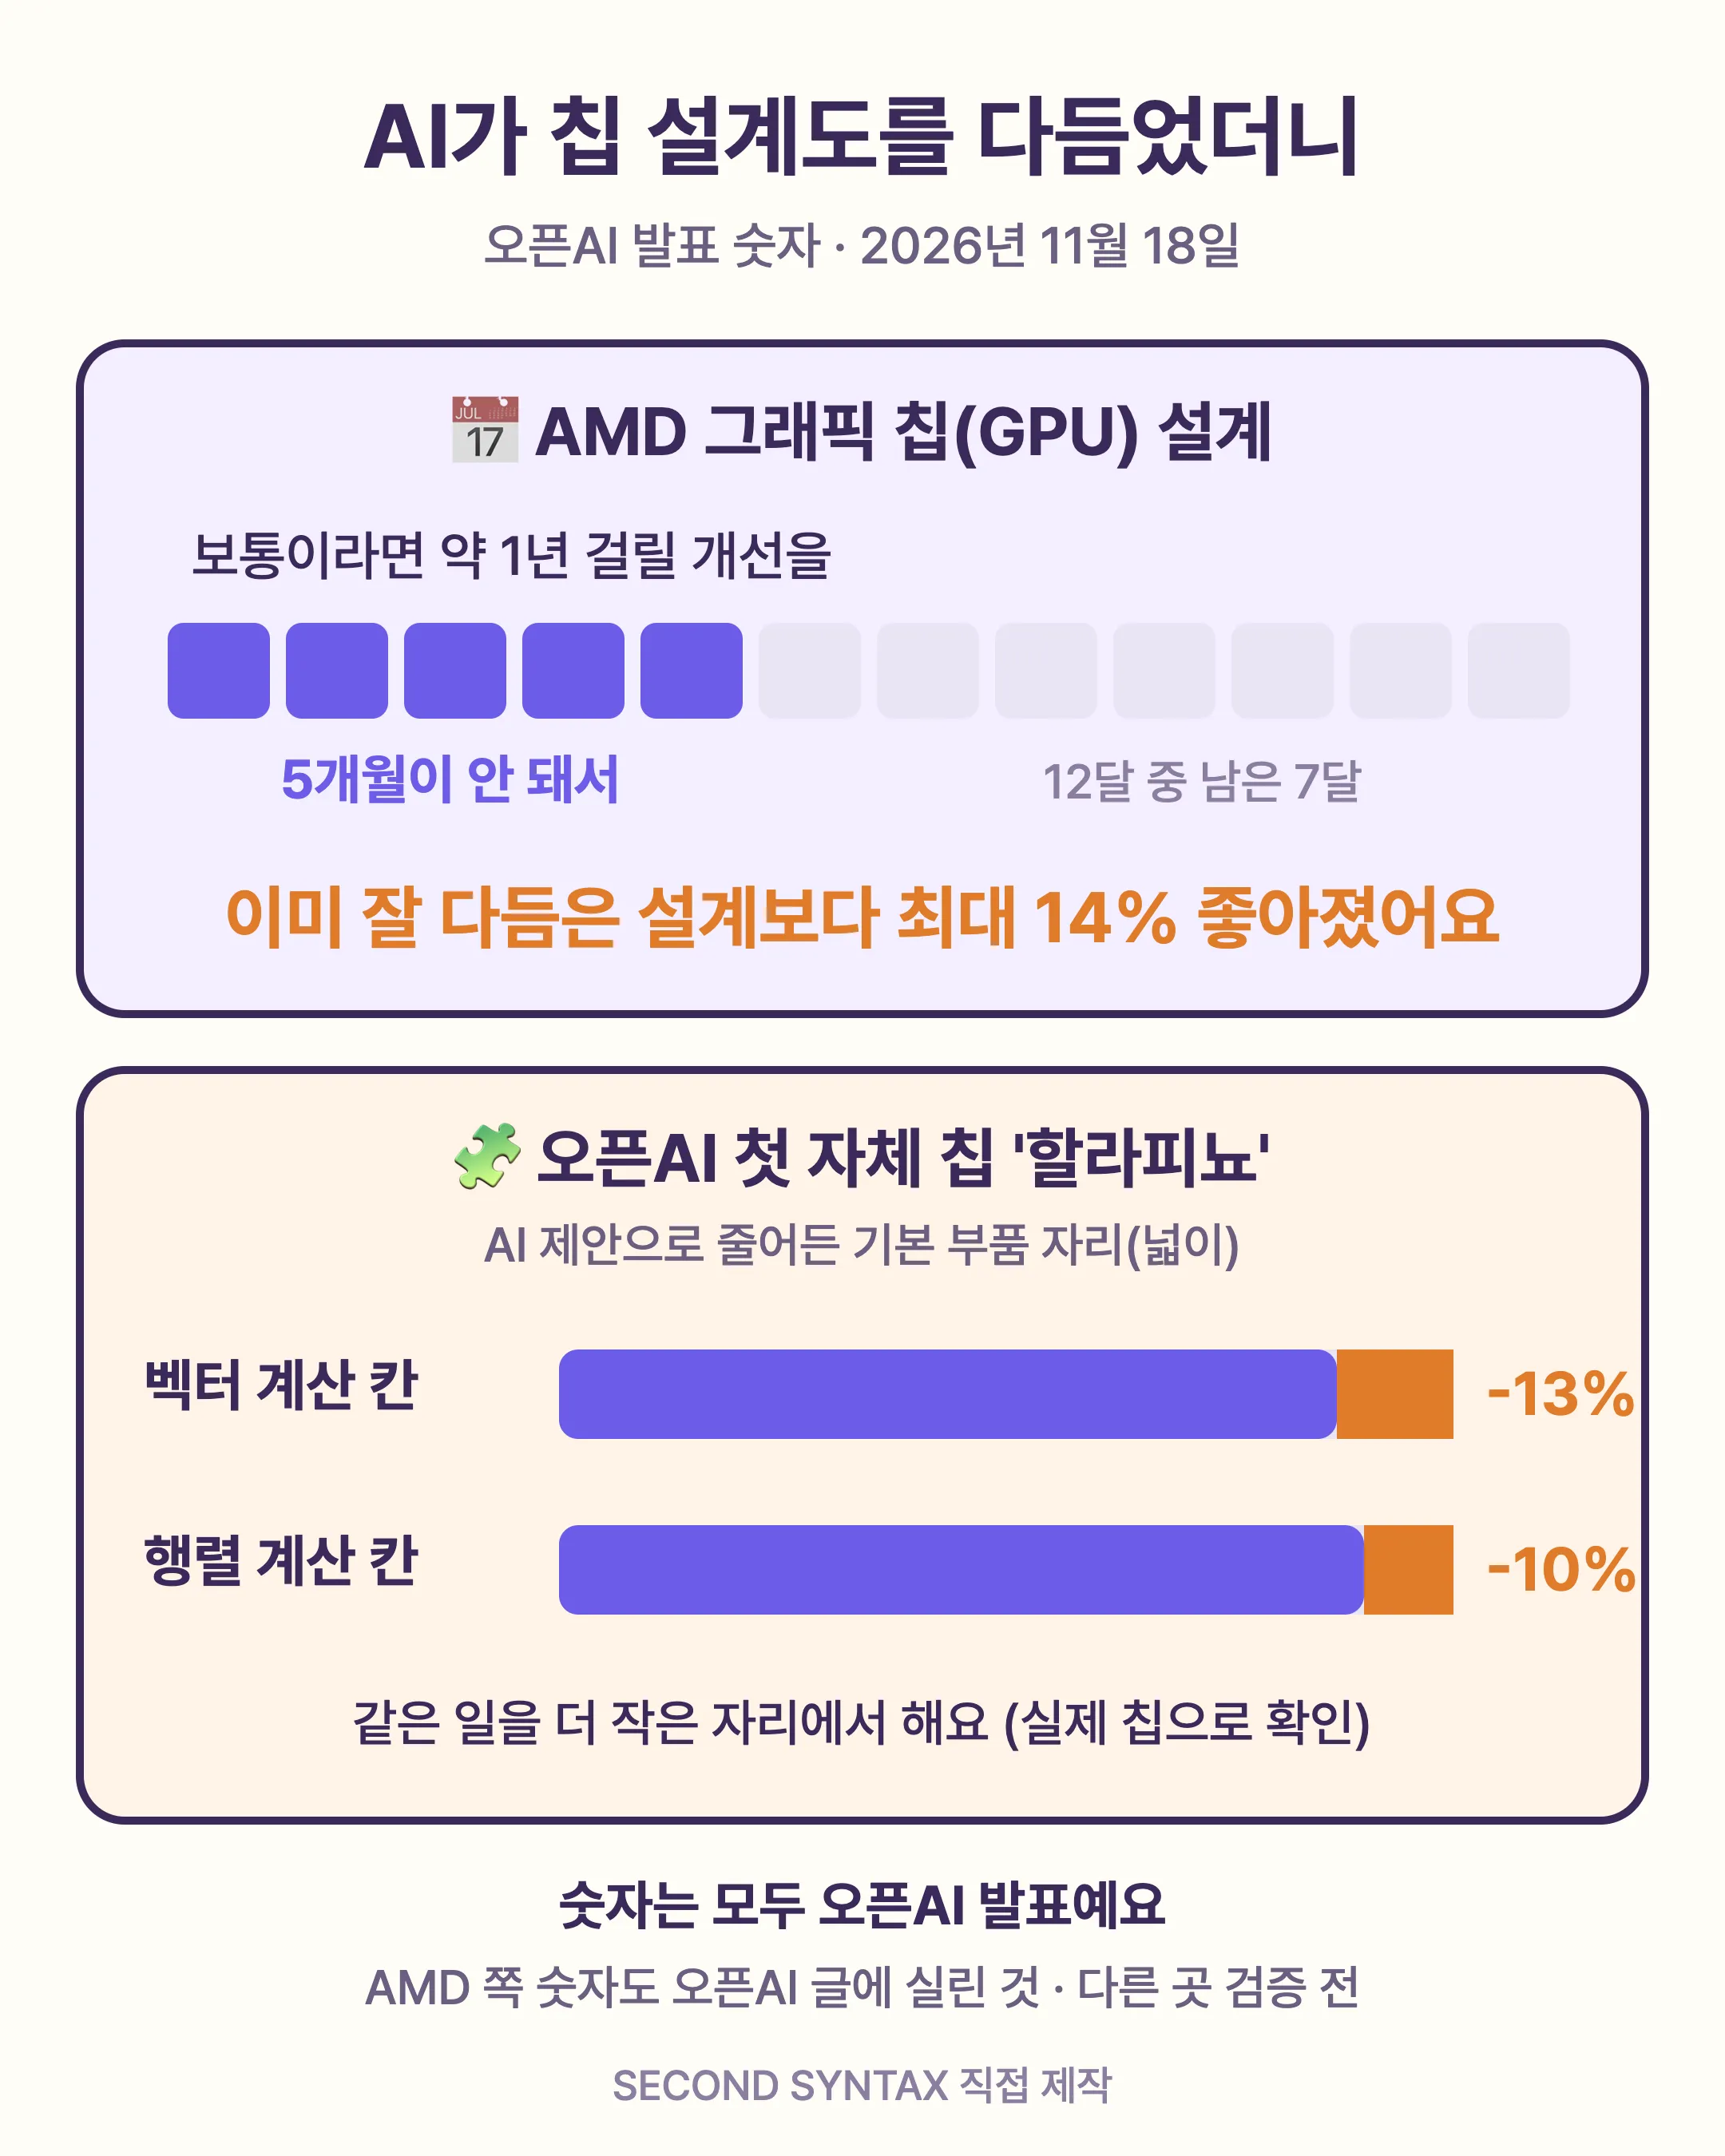 AI가 칩 설계도를 다듬었더니
오픈AI 발표 숫자 · 2026년 11월 18일
JUL 17 AMD 그래픽 칩(GPU) 설계
보통이라면 약 1년 걸릴 개선을
5개월이 안 돼서
12달 중 남은 7달
이미 잘 다듬은 설계보다 최대 14% 좋아졌어요
오픈AI 첫 자체 칩 '할라피뇨'
AI 제안으로 줄어든 기본 부품 자리(넓이)
벡터 계산 칸 -13%
행렬 계산 칸 -10%
같은 일을 더 작은 자리에서 해요 (실제 칩으로 확인)
숫자는 모두 오픈AI 발표예요
AMD 쪽 숫자도 오픈AI 글에 실린 것 · 다른 곳 검증 전
SECOND SYNTAX 직접 제작